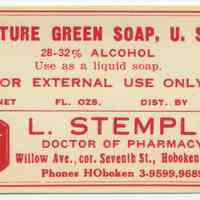 TURE GREEN SOAP, U. S.
28-32% ALCOHOL
Use as a liquid soap.
OR EXTERNAL USE ONLY
NET FL. OZS. DIST. BY
L. STEMPL
DOCTOR OF PHARMACY
Willow Ave., cor. Seventh St., Hoboken
Phones HOboken 3-9599,9689